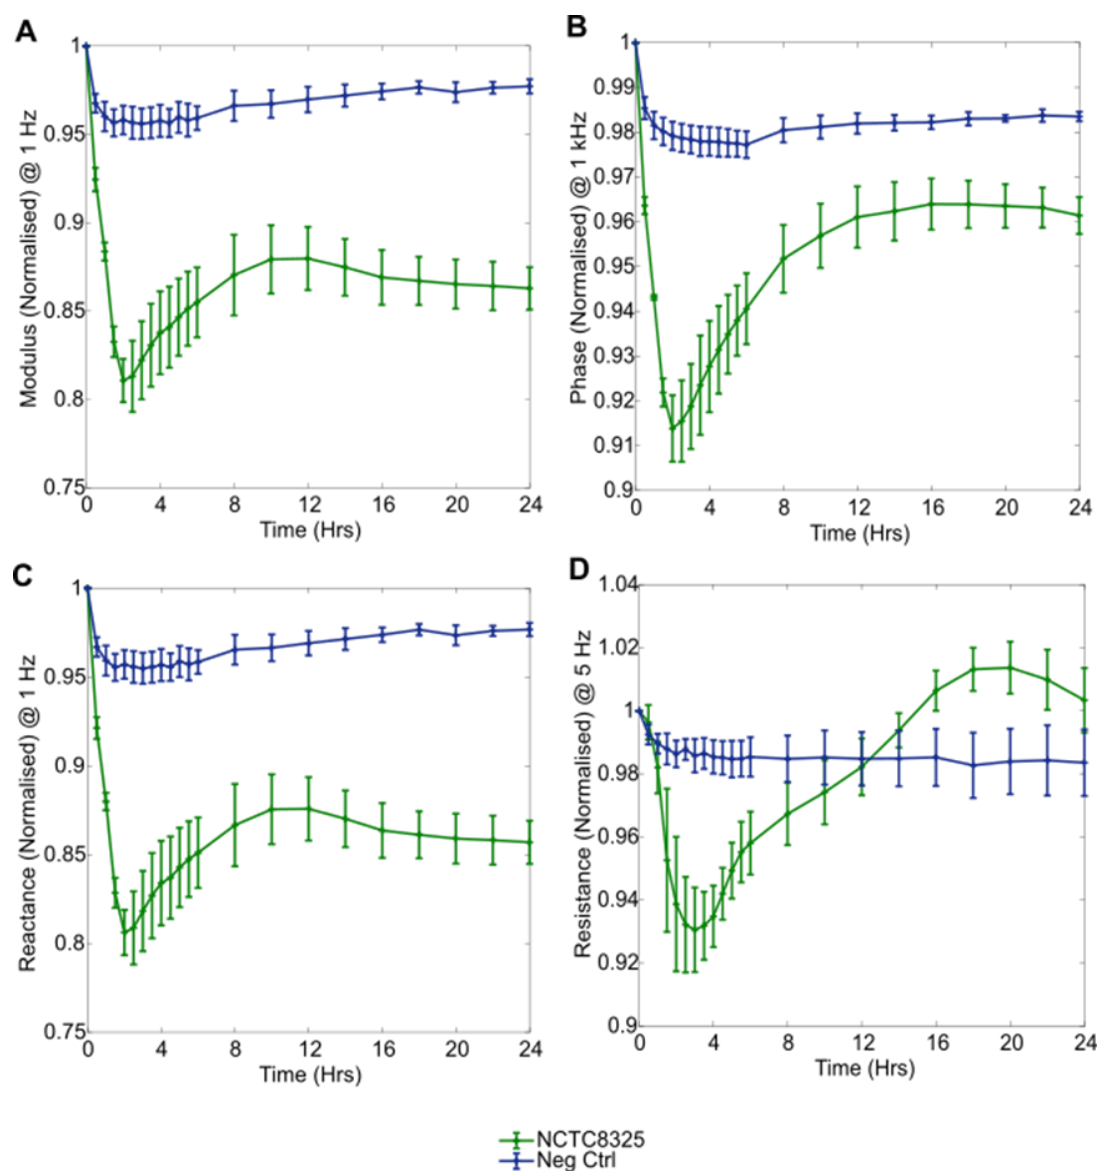 A
Modulus (Normalised) @ 1 Hz
1
0.95
0.9
0.85
0.8
0.75
0 4 8 12 16 20 24
Time (Hrs)
B
Phase (Normalised) @ 1 kHz
1
0.99
0.98
0.97
0.96
0.95
0.94
0.93
0.92
0.91
0.9
0 4 8 12 16 20 24
Time (Hrs)
C
Reactance (Normalised) @ 1 Hz
1
0.95
0.9
0.85
0.8
0.75
0 4 8 12 16 20 24
Time (Hrs)
D
Resistance (Normalised) @ 5 Hz
1.04
1.02
1
0.98
0.96
0.94
0.92
0.9
0 4 8 12 16 20 24
Time (Hrs)
NCTC8325
Neg Ctrl